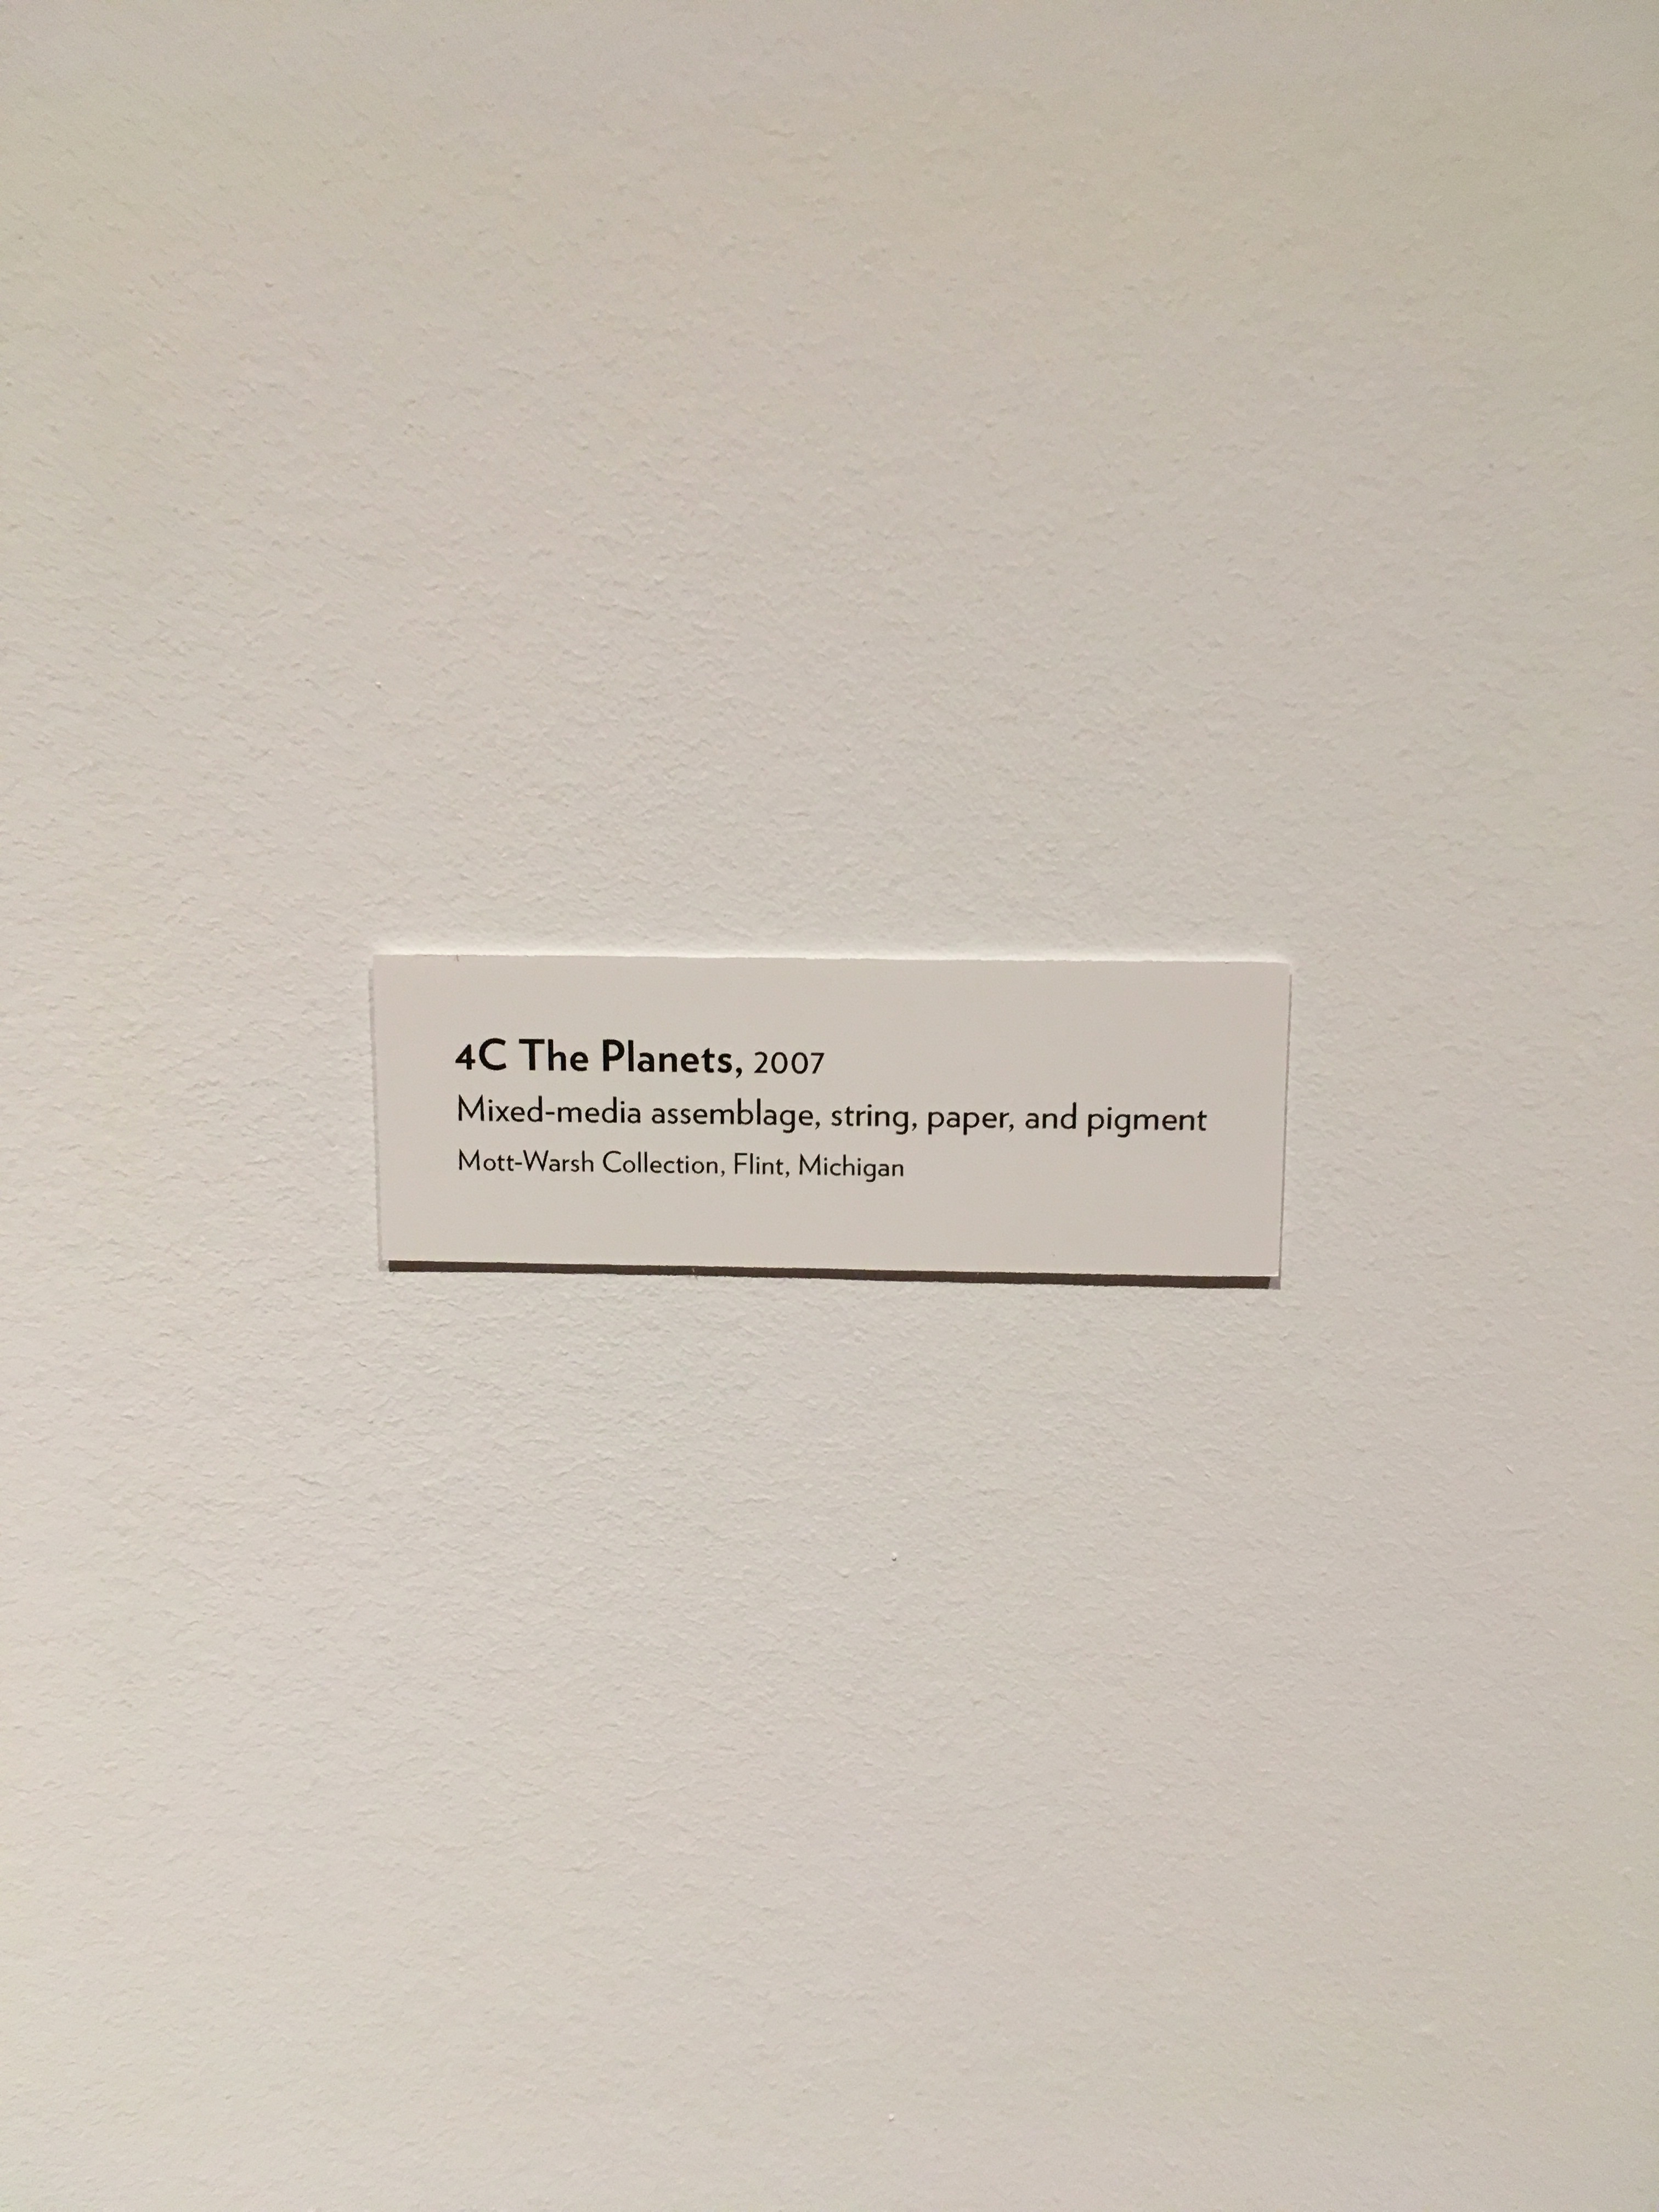 4C The Planets, 2007
Mixed-media assemblage, string, paper, and pigment
Mott-Warsh Collection, Flint, Michigan